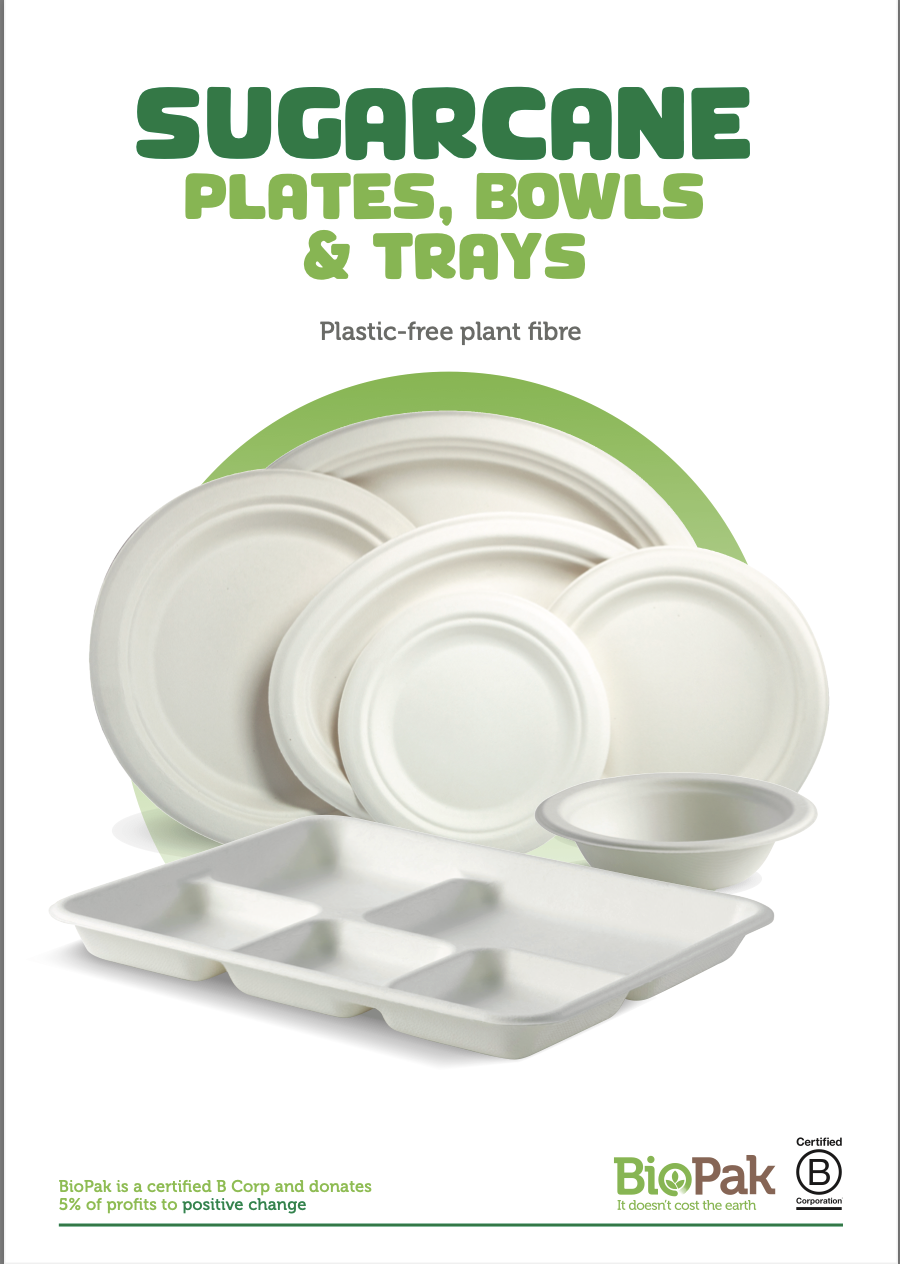 SUGARCANE
PLATES, BOWLS
& TRAYS
Plastic-free plant fibre
BioPak is a certified B Corp and donates
5% of profits to positive change
BioPak
It doesn't cost the earth
Certified
B
Corporation